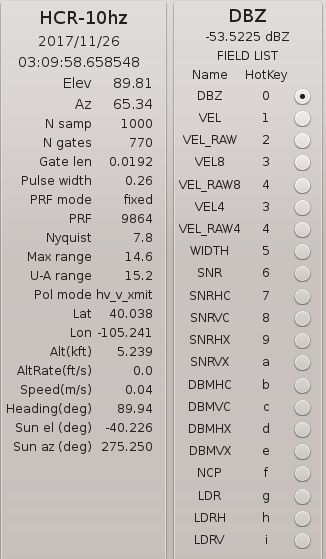 HCR-10hz
2017/11/26
03:09:58.658548
Elev 89.81
Az 65.34
N samp 1000
N gates 770
Gate len 0.0192
Pulse width 0.26
PRF mode fixed
PRF 9864
Nyquist 7.8
Max range 14.6
U-A range 15.2
Pol mode hv_v_xmit
Lat 40.038
Lon -105.241
Alt(kft) 5.239
AltRate(ft/s) 0.0
Speed(m/s) 0.04
Heading(deg) 89.94
Sun el (deg) -40.226
Sun az (deg) 275.250
DBZ
-53.5225 dBZ
FIELD LIST
Name HotKey
DBZ 0
VEL 1
VEL_RAW 2
VEL8 3
VEL_RAW8 4
VEL4 3
VEL_RAW4 4
WIDTH 5
SNR 6
SNRHC 7
SNRVC 8
SNRHX 9
SNRVX a
DBMHC b
DBMVC c
DBMHX d
DBMVX e
NCP f
LDR g
LDRH h
LDRV i